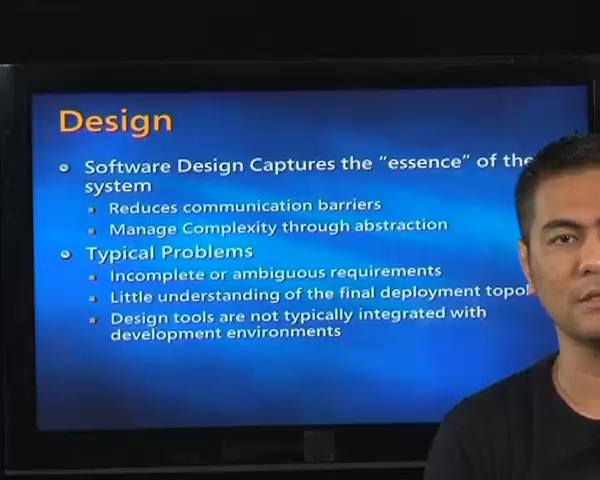 Design
Software Design Captures the "essence" of the
system
Reduces communication barriers
Manage Complexity through abstraction
Typical Problems
Incomplete or ambiguous requirements
Little understanding of the final deployment
Design tools are not typically integrated with
development environments